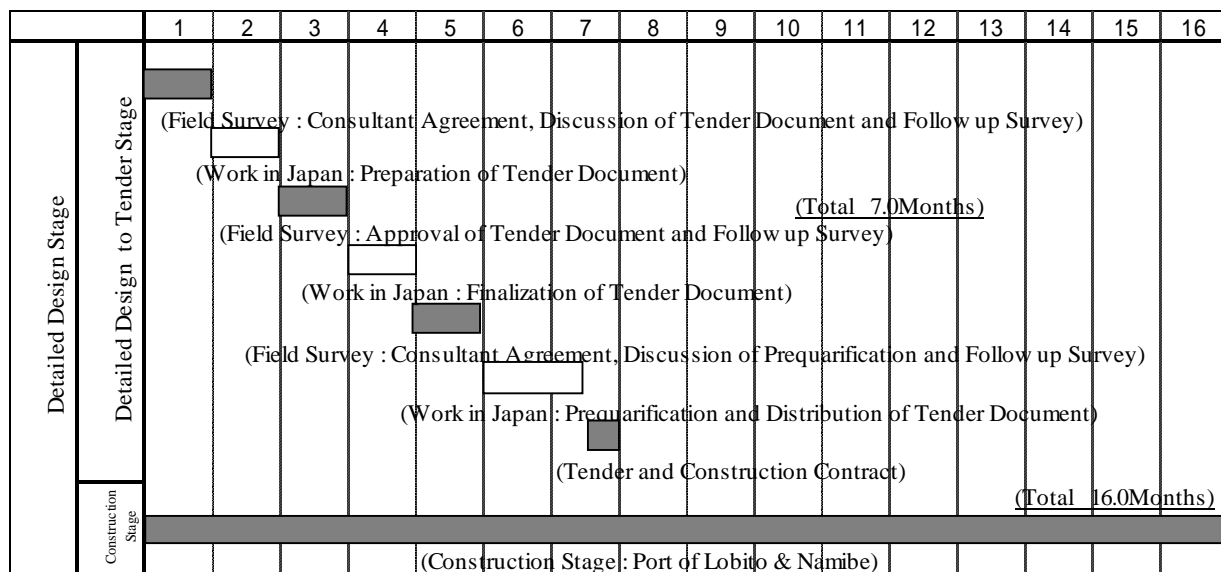 1 2 3 4 5 6 7 8 9 10 11 12 13 14 15 16
Detailed Design Stage
Detailed Design to Tender Stage
(Field Survey : Consultant Agreement, Discussion of Tender Document and Follow up Survey)
(Work in Japan : Preparation of Tender Document)
(Total 7.0Months)
(Field Survey : Approval of Tender Document and Follow up Survey)
(Work in Japan : Finalization of Tender Document)
(Field Survey : Consultant Agreement, Discussion of Prequarification and Follow up Survey)
(Work in Japan : Prequarification and Distribution of Tender Document)
(Tender and Construction Contract)
Construction
Stage
(Total 16.0Months)
(Construction Stage : Port of Lobito & Namibe)